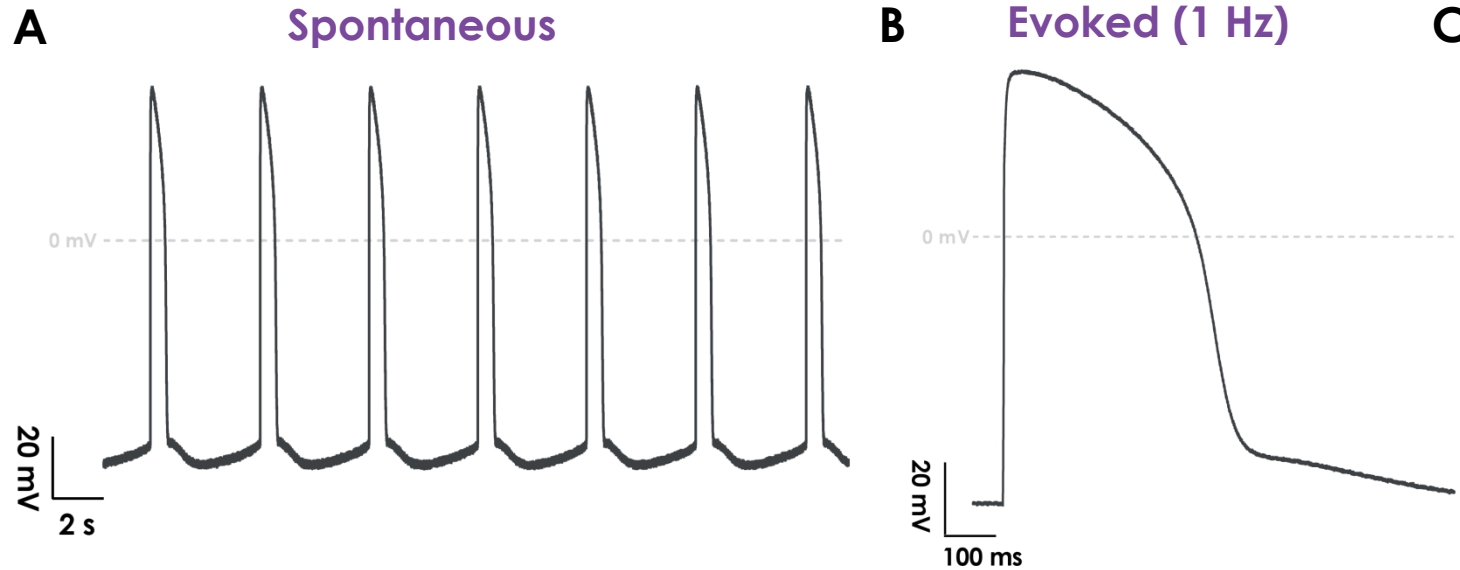 A
Spontaneous
0 mV
20 mV
2 s
B
Evoked (1 Hz)
0 mV
20 mV
100 ms
C